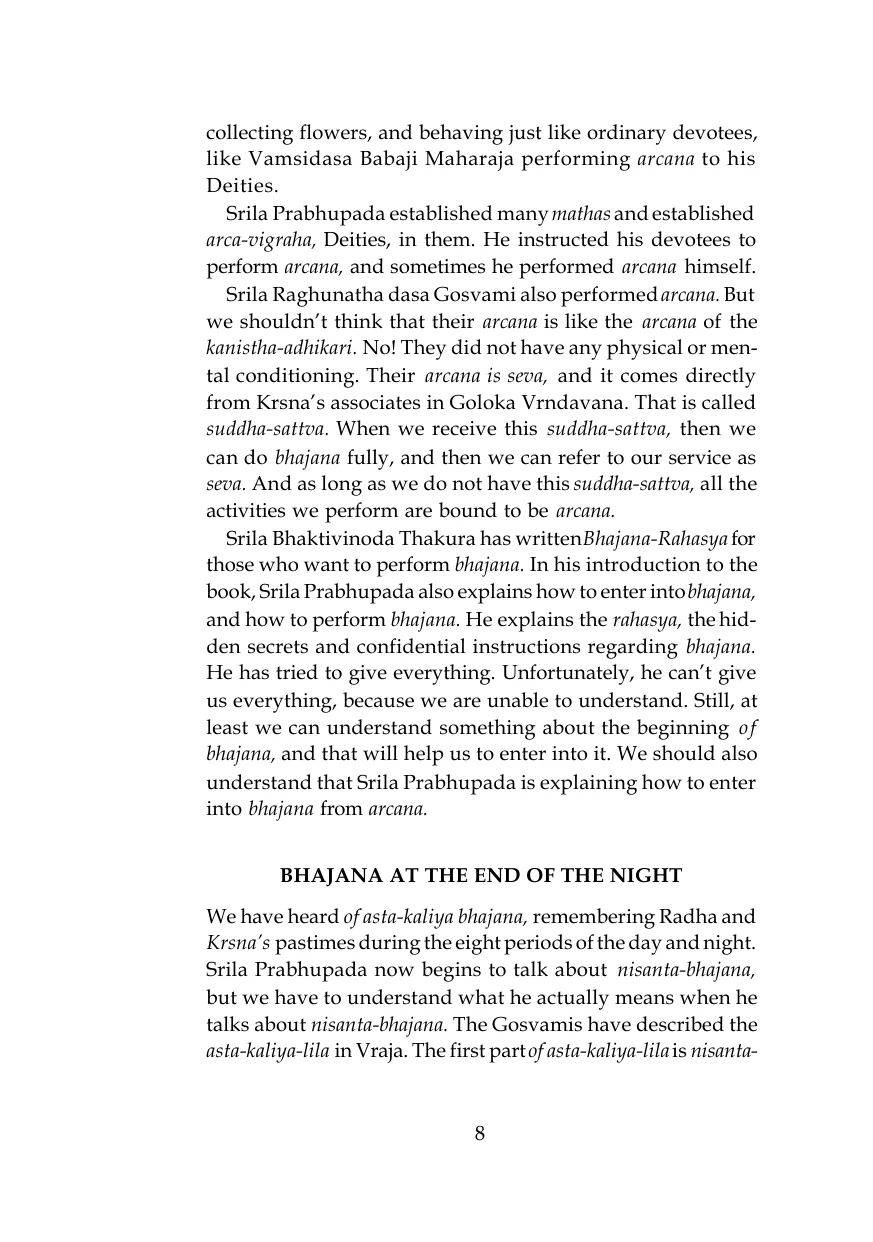 collecting flowers, and behaving just like ordinary devotees,
like Vamsidasa Babaji Maharaja performing arcana to his
Deities.
Srila Prabhupada established many mathas and established
arca-vigraha, Deities, in them. He instructed his devotees to
perform arcana, and sometimes he performed arcana himself.
Srila Raghunatha dasa Gosvami also performed arcana. But
we shouldn’t think that their arcana is like the arcana of the
kanistha-adhikari. No! They did not have any physical or men-
tal conditioning. Their arcana is seva, and it comes directly
from Krsna’s associates in Goloka Vrndavana. That is called
suddha-sattva. When we receive this suddha-sattva, then we
can do bhajana fully, and then we can refer to our service as
seva. And as long as we do not have this suddha-sattva, all the
activities we perform are bound to be arcana.
Srila Bhaktivinoda Thakura has written Bhajana-Rahasya for
those who want to perform bhajana. In his introduction to the
book, Srila Prabhupada also explains how to enter into bhajana,
and how to perform bhajana. He explains the rahasya, the hid-
den secrets and confidential instructions regarding bhajana.
He has tried to give everything. Unfortunately, he can’t give
us everything, because we are unable to understand. Still, at
least we can understand something about the beginning of
bhajana, and that will help us to enter into it. We should also
understand that Srila Prabhupada is explaining how to enter
into bhajana from arcana.
BHAJANA AT THE END OF THE NIGHT
We have heard of asta-kaliya bhajana, remembering Radha and
Krsna’s pastimes during the eight periods of the day and night.
Srila Prabhupada now begins to talk about nisanta-bhajana,
but we have to understand what he actually means when he
talks about nisanta-bhajana. The Gosvamis have described the
asta-kaliya-lila in Vraja. The first part of asta-kaliya-lila is nisanta-
8